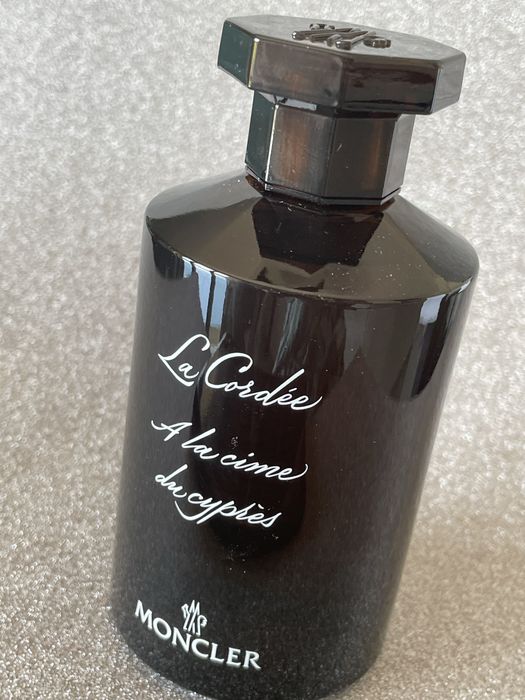 La Cordée
A la cime
du cyprès
MONCLER